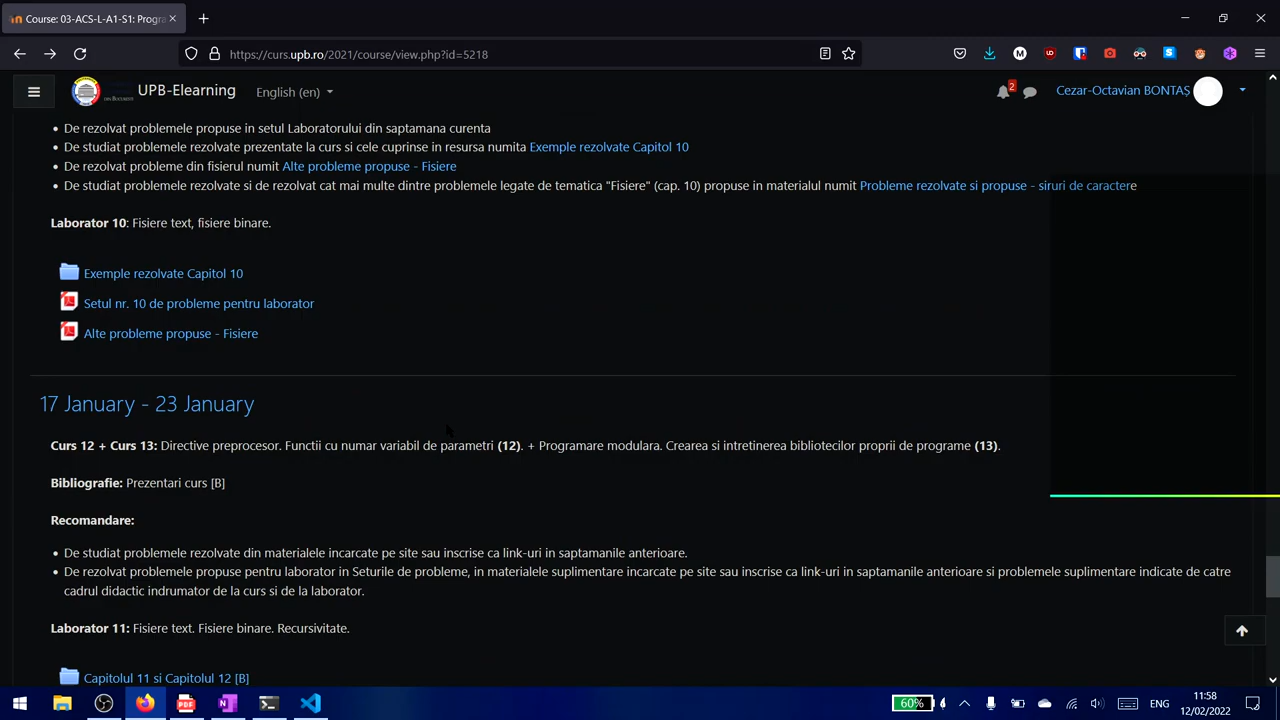 Course: 03-ACS-L-A1-S1: Progra
https://curs.upb.ro/2021/course/view.php?id=5218
UPB-Elearning
English (en)
2
Cezar-Octavian BONTAȘ
De rezolvat problemele propuse in setul Laboratorului din saptamana curenta
De studiat problemele rezolvate prezentate la curs si cele cuprinse in resursa numita Exemple rezolvate Capitol 10
De rezolvat probleme din fisierul numit Alte probleme propuse - Fisiere
De studiat problemele rezolvate si de rezolvat cat mai multe dintre problemele legate de tematica "Fisiere" (cap. 10) propuse in materialul numit Probleme rezolvate si propuse - siruri de caractere
Laborator 10: Fisiere text, fisiere binare.
Exemple rezolvate Capitol 10
Setul nr. 10 de probleme pentru laborator
Alte probleme propuse - Fisiere
17 January - 23 January
Curs 12 + Curs 13: Directive preprocesor. Functii cu numar variabil de parametri (12). + Programare modulara. Crearea si intretinerea bibliotecilor proprii de programe (13).
Bibliografie: Prezentari curs [B]
Recomandare:
De studiat problemele rezolvate din materialele incarcate pe site sau inscrise ca link-uri in saptamanile anterioare.
De rezolvat problemele propuse pentru laborator in Seturile de probleme, in materialele suplimentare incarcate pe site sau inscrise ca link-uri in saptamanile anterioare si problemele suplimentare indicate de catre
cadrul didactic indrumator de la curs si de la laborator.
Laborator 11: Fisiere text. Fisiere binare. Recursivitate.
Capitolul 11 si Capitolul 12 [B]
60%
ENG
11:58
12/02/2022